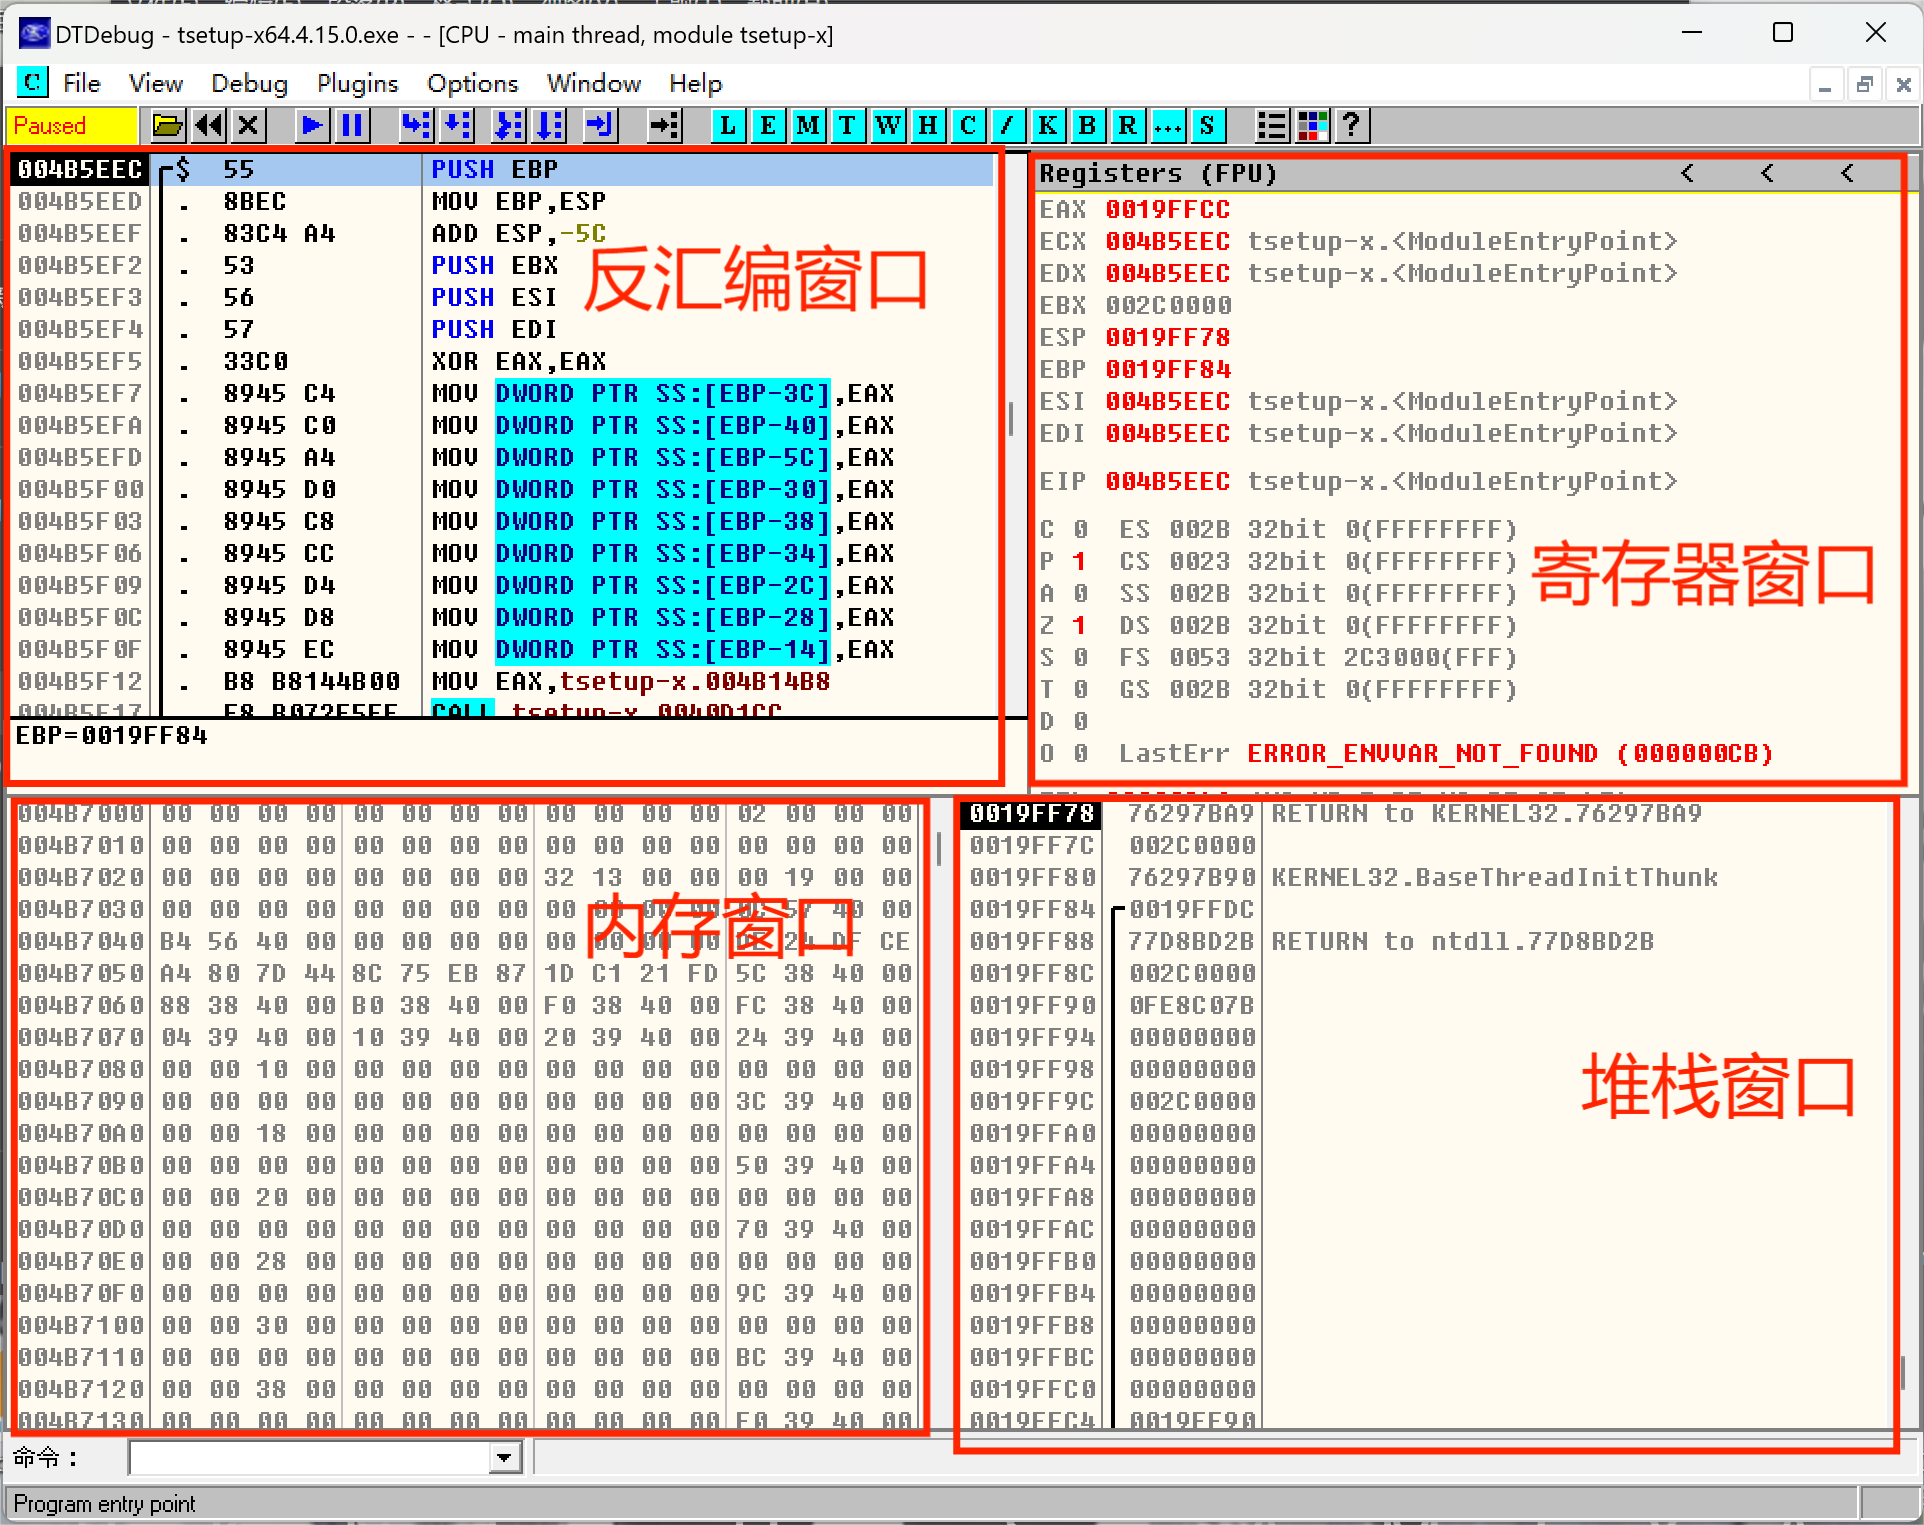 DTDebug - tsetup-x64.4.15.0.exe - - [CPU - main thread, module tsetup-x]
C File View Debug Plugins Options Window Help
Paused L E M T W H C / K B R ... S ?
004B5EEC $ 55 PUSH EBP
004B5EED . 8BEC MOV EBP,ESP
004B5EEF . 83C4 A4 ADD ESP,-5C
004B5EF2 . 53 PUSH EBX
004B5EF3 . 56 PUSH ESI
004B5EF4 . 57 PUSH EDI
004B5EF5 . 33C0 XOR EAX,EAX
004B5EF7 . 8945 C4 MOV DWORD PTR SS:[EBP-3C],EAX
004B5EFA . 8945 C0 MOV DWORD PTR SS:[EBP-40],EAX
004B5EFD . 8945 A4 MOV DWORD PTR SS:[EBP-5C],EAX
004B5F00 . 8945 D0 MOV DWORD PTR SS:[EBP-30],EAX
004B5F03 . 8945 C8 MOV DWORD PTR SS:[EBP-38],EAX
004B5F06 . 8945 CC MOV DWORD PTR SS:[EBP-34],EAX
004B5F09 . 8945 D4 MOV DWORD PTR SS:[EBP-2C],EAX
004B5F0C . 8945 D8 MOV DWORD PTR SS:[EBP-28],EAX
004B5F0F . 8945 EC MOV DWORD PTR SS:[EBP-14],EAX
004B5F12 . B8 B8144B00 MOV EAX,tsetup-x.004B14B8
004B5F17 . E8 B072F5FF CALL tsetup-x.0040D1CC
反汇编窗口
EBP=0019FF84
Registers (FPU) < < <
EAX 0019FFCC
ECX 004B5EEC tsetup-x.<ModuleEntryPoint>
EDX 004B5EEC tsetup-x.<ModuleEntryPoint>
EBX 002C0000
ESP 0019FF78
EBP 0019FF84
ESI 004B5EEC tsetup-x.<ModuleEntryPoint>
EDI 004B5EEC tsetup-x.<ModuleEntryPoint>
EIP 004B5EEC tsetup-x.<ModuleEntryPoint>
C 0 ES 002B 32bit 0(FFFFFFFF)
P 1 CS 0023 32bit 0(FFFFFFFF)
A 0 SS 002B 32bit 0(FFFFFFFF)
Z 1 DS 002B 32bit 0(FFFFFFFF)
S 0 FS 0053 32bit 2C3000(FFF)
T 0 GS 002B 32bit 0(FFFFFFFF)
D 0
O 0 LastErr ERROR_ENVVAR_NOT_FOUND (000000CB)
寄存器窗口
004B7000 00 00 00 00 00 00 00 00 00 00 00 00 02 00 00 00
004B7010 00 00 00 00 00 00 00 00 00 00 00 00 00 00 00 00
004B7020 00 00 00 00 00 00 00 00 32 13 00 00 00 19 00 00
004B7030 00 00 00 00 00 00 00 00 00 00 00 00 57 40 00
004B7040 B4 56 40 00 00 00 00 00 00 00 00 00 24 DF CE
004B7050 A4 80 7D 44 8C 75 EB 87 1D C1 21 FD 5C 38 40 00
004B7060 88 38 40 00 B0 38 40 00 F0 38 40 00 FC 38 40 00
004B7070 04 39 40 00 10 39 40 00 20 39 40 00 24 39 40 00
004B7080 00 00 10 00 00 00 00 00 00 00 00 00 00 00 00 00
004B7090 00 00 00 00 00 00 00 00 00 00 00 00 3C 39 40 00
004B70A0 00 00 18 00 00 00 00 00 00 00 00 00 00 00 00 00
004B70B0 00 00 00 00 00 00 00 00 00 00 00 00 50 39 40 00
004B70C0 00 00 20 00 00 00 00 00 00 00 00 00 00 00 00 00
004B70D0 00 00 00 00 00 00 00 00 00 00 00 00 70 39 40 00
004B70E0 00 00 28 00 00 00 00 00 00 00 00 00 00 00 00 00
004B70F0 00 00 00 00 00 00 00 00 00 00 00 00 9C 39 40 00
004B7100 00 00 30 00 00 00 00 00 00 00 00 00 00 00 00 00
004B7110 00 00 00 00 00 00 00 00 00 00 00 00 BC 39 40 00
004B7120 00 00 38 00 00 00 00 00 00 00 00 00 00 00 00 00
004B7130 00 00 00 00 00 00 00 00 00 00 00 00 39 40 00
内存窗口
0019FF78 76297BA9 RETURN to KERNEL32.76297BA9
0019FF7C 002C0000
0019FF80 76297B90 KERNEL32.BaseThreadInitThunk
0019FF84 0019FFDC
0019FF88 77D8BD2B RETURN to ntdll.77D8BD2B
0019FF8C 002C0000
0019FF90 0FE8C07B
0019FF94 00000000
0019FF98 00000000
0019FF9C 002C0000
0019FFA0 00000000
0019FFA4 00000000
0019FFA8 00000000
0019FFAC 00000000
0019FFB0 00000000
0019FFB4 00000000
0019FFB8 00000000
0019FFBC 00000000
0019FFC0 00000000
0019FFC4 0019FF90
堆栈窗口
命令：
Program entry point